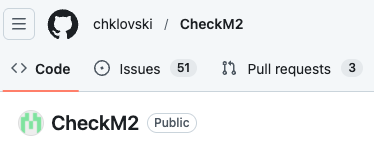 chklovski / CheckM2
Code Issues 51 Pull requests 3
CheckM2 Public